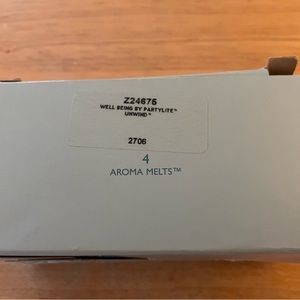 Z24675
WELL BEING BY PARTYLITE™
UNWIND™
2706
4
AROMA MELTS™